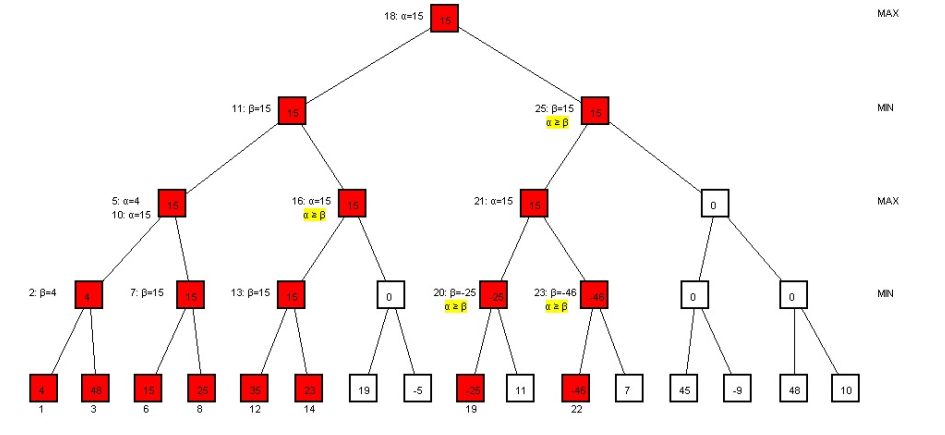 18: α=15 15 MAX
11: β=15 15 25: β=15 15 MIN
α ≥ β
5: α=4 15 16: α=15 15 21: α=15 15 0 MAX
10: α=15 α ≥ β
2: β=4 4 7: β=15 15 13: β=15 15 0 20: β=-25 -25 23: β=-46 -46 0 0 MIN
α ≥ β α ≥ β
4 48 15 25 35 23 19 -5 -25 11 -46 7 45 -9 48 10
1 3 6 8 12 14 19 22